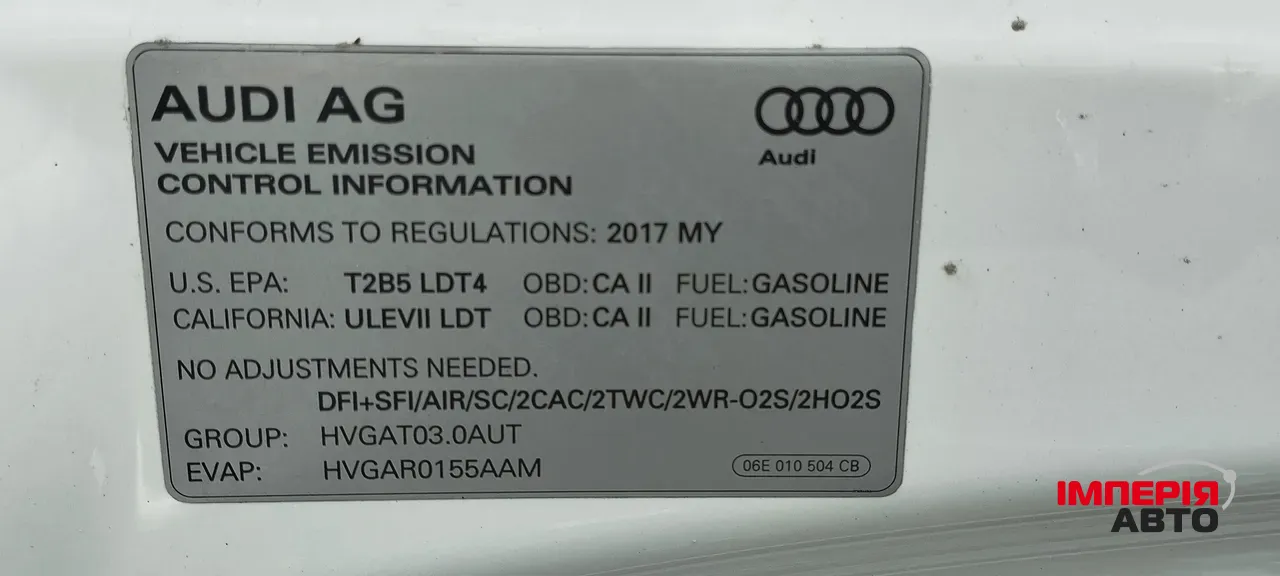 AUDI AG
Audi
VEHICLE EMISSION
CONTROL INFORMATION
CONFORMS TO REGULATIONS: 2017 MY
U.S. EPA: T2B5 LDT4 OBD:CA II FUEL:GASOLINE
CALIFORNIA: ULEVII LDT OBD:CA II FUEL:GASOLINE
NO ADJUSTMENTS NEEDED.
DFI+SFI/AIR/SC/2CAC/2TWC/2WR-O2S/2HO2S
GROUP: HVGAT03.0AUT
EVAP: HVGAR0155AAM
06E 010 504 CB
ІМПЕРІЯ
АВТО